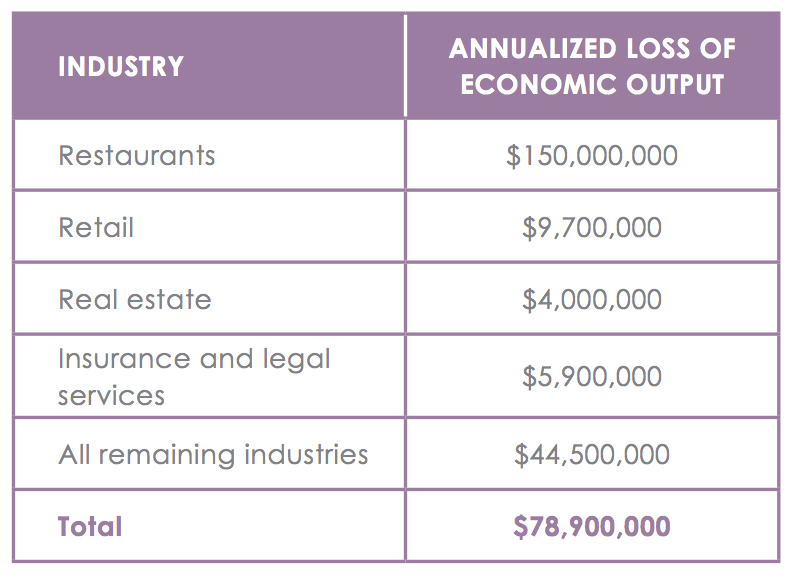 INDUSTRY
ANNUALIZED LOSS OF
ECONOMIC OUTPUT
Restaurants
$150,000,000
Retail
$9,700,000
Real estate
$4,000,000
Insurance and legal
services
$5,900,000
All remaining industries
$44,500,000
Total
$78,900,000